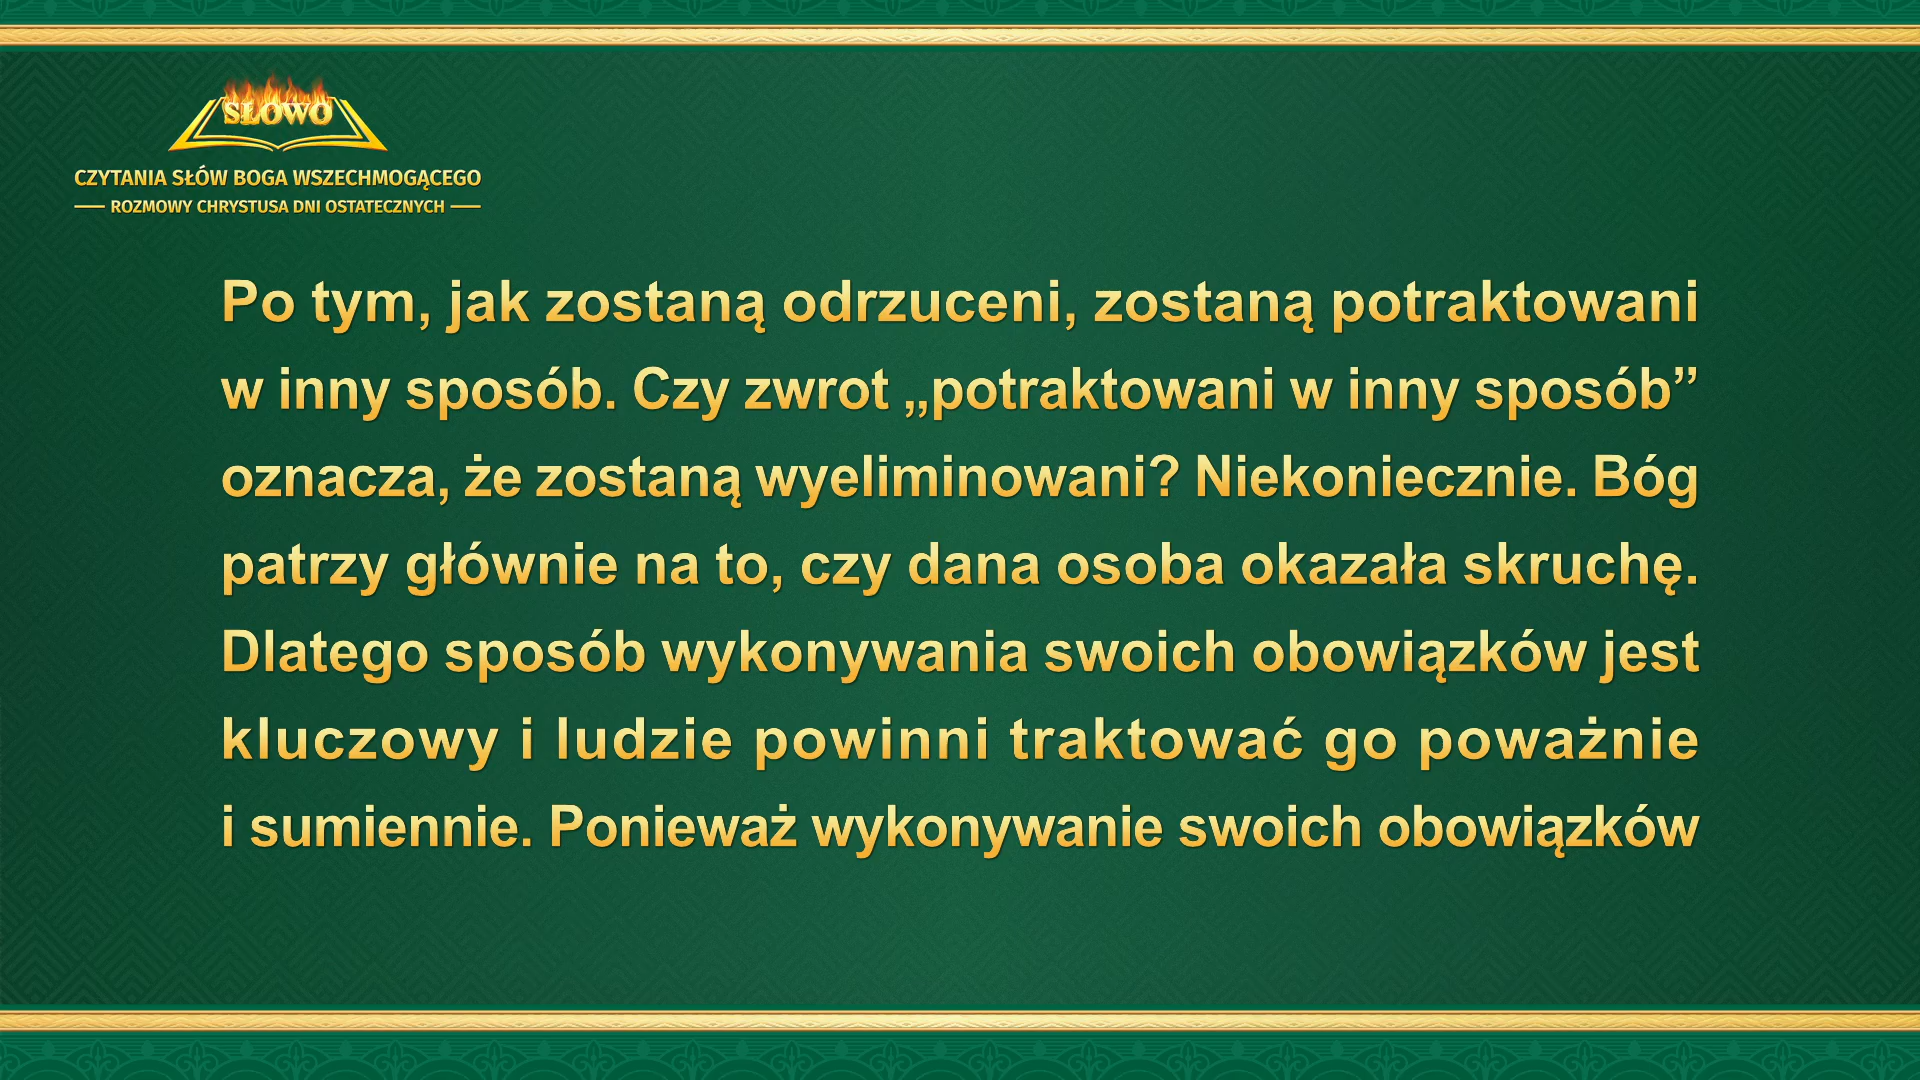 SŁOWO
CZYTANIA SŁÓW BOGA WSZECHMOGĄCEGO
ROZMOWY CHRYSTUSA DNI OSTATECZNYCH
Po tym, jak zostaną odrzuceni, zostaną potraktowani
w inny sposób. Czy zwrot „potraktowani w inny sposób”
oznacza, że zostaną wyeliminowani? Niekoniecznie. Bóg
patrzy głównie na to, czy dana osoba okazała skruchę.
Dlatego sposób wykonywania swoich obowiązków jest
kluczowy i ludzie powinni traktować go poważnie
i sumiennie. Ponieważ wykonywanie swoich obowiązków